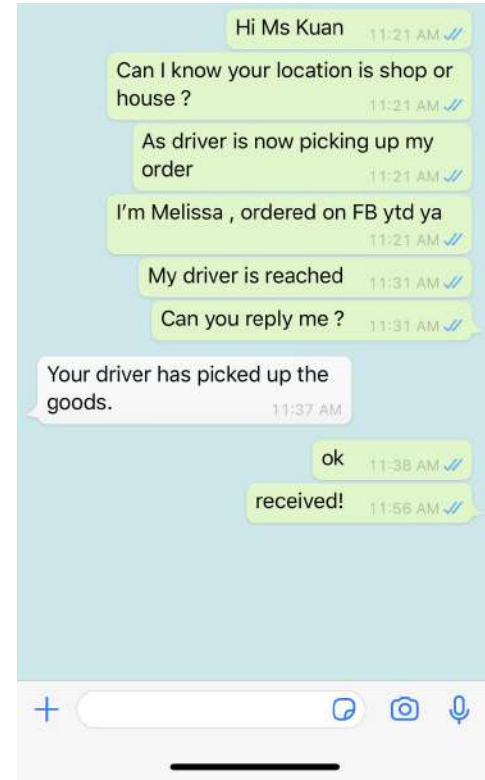 Hi Ms Kuan
11:21 AM
Can I know your location is shop or
house ?
11:21 AM
As driver is now picking up my
order
11:21 AM
I'm Melissa , ordered on FB ytd ya
11:21 AM
My driver is reached
11:31 AM
Can you reply me ?
11:31 AM
Your driver has picked up the
goods.
11:37 AM
ok
11:38 AM
received!
11:56 AM